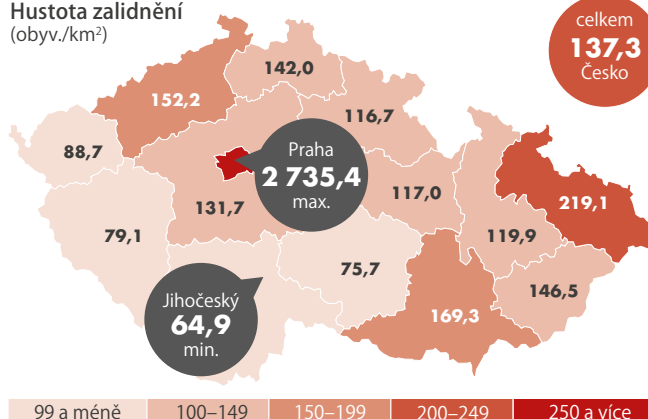 Hustota zalidnění
(obyv./km²)
celkem
137,3
Česko
142,0
152,2
116,7
88,7
Praha
2 735,4
max.
131,7
117,0
219,1
79,1
119,9
75,7
146,5
Jihočeský
64,9
min.
169,3
99 a méně
100–149
150–199
200–249
250 a více